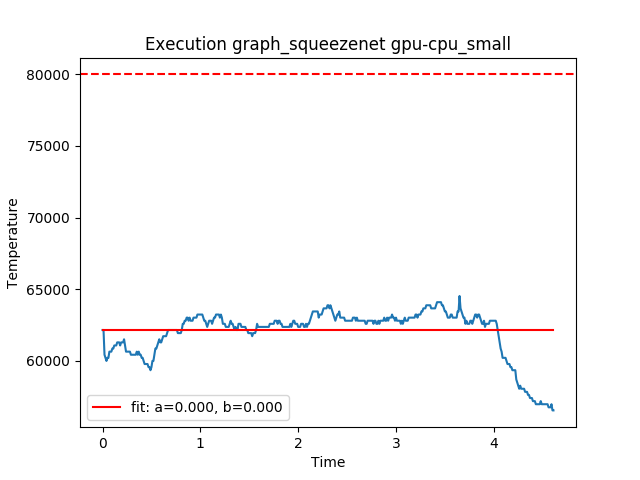 Execution graph_squeezenet gpu-cpu_small
80000
75000
70000
65000
60000
Temperature
fit: a=0.000, b=0.000
0 1 2 3 4
Time